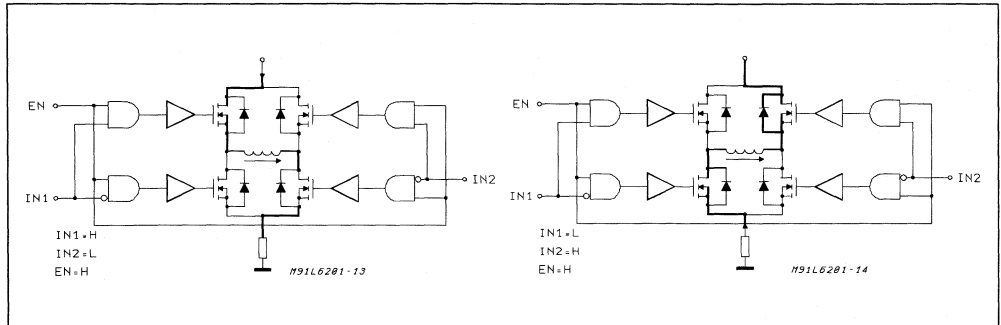 EN
IN1
IN2
IN1=H
IN2=L
EN=H
M91L6201-13
EN
IN1
IN2
IN1=L
IN2=H
EN=H
M91L6201-14